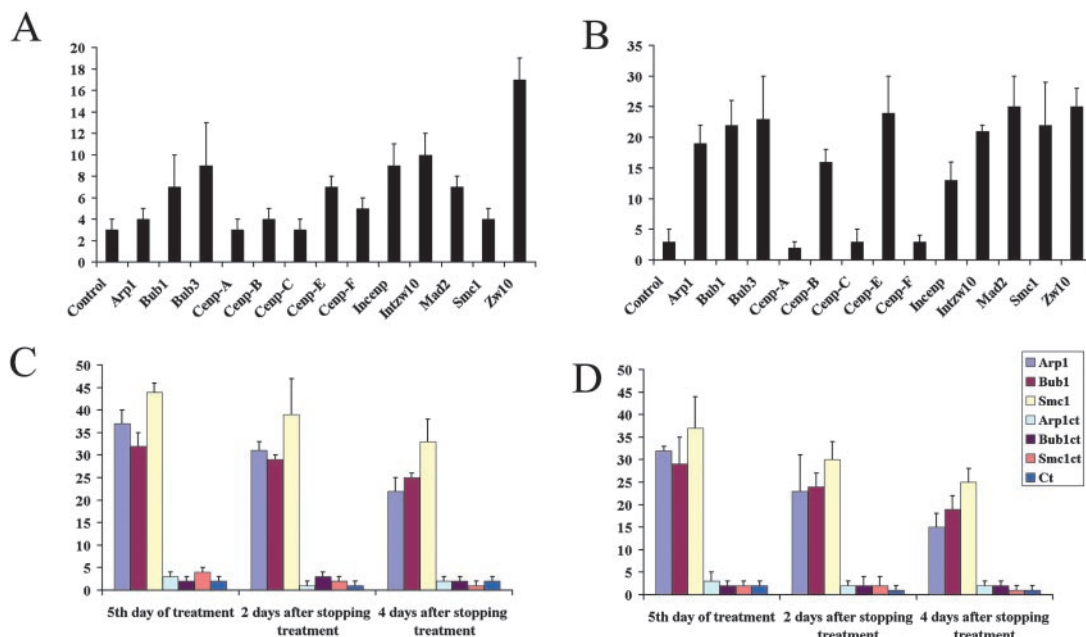 A
20
18
16
14
12
10
8
6
4
2
0
Control
Arp1
Bub1
Bub3
Cenp-A
Cenp-B
Cenp-C
Cenp-E
Cenp-F
Incenp
Intzw10
Mad2
Smc1
Zw10
B
35
30
25
20
15
10
5
0
Control
Arp1
Bub1
Bub3
Cenp-A
Cenp-B
Cenp-C
Cenp-E
Cenp-F
Incenp
Intzw10
Mad2
Smc1
Zw10
C
50
45
40
35
30
25
20
15
10
5
0
5th day of treatment
2 days after stopping
treatment
4 days after stopping
treatment
D
50
45
40
35
30
25
20
15
10
5
0
5th day of treatment
2 days after stopping
treatment
4 days after stopping
treatment
Arp1
Bub1
Smc1
Arp1ct
Bub1ct
Smc1ct
Ct